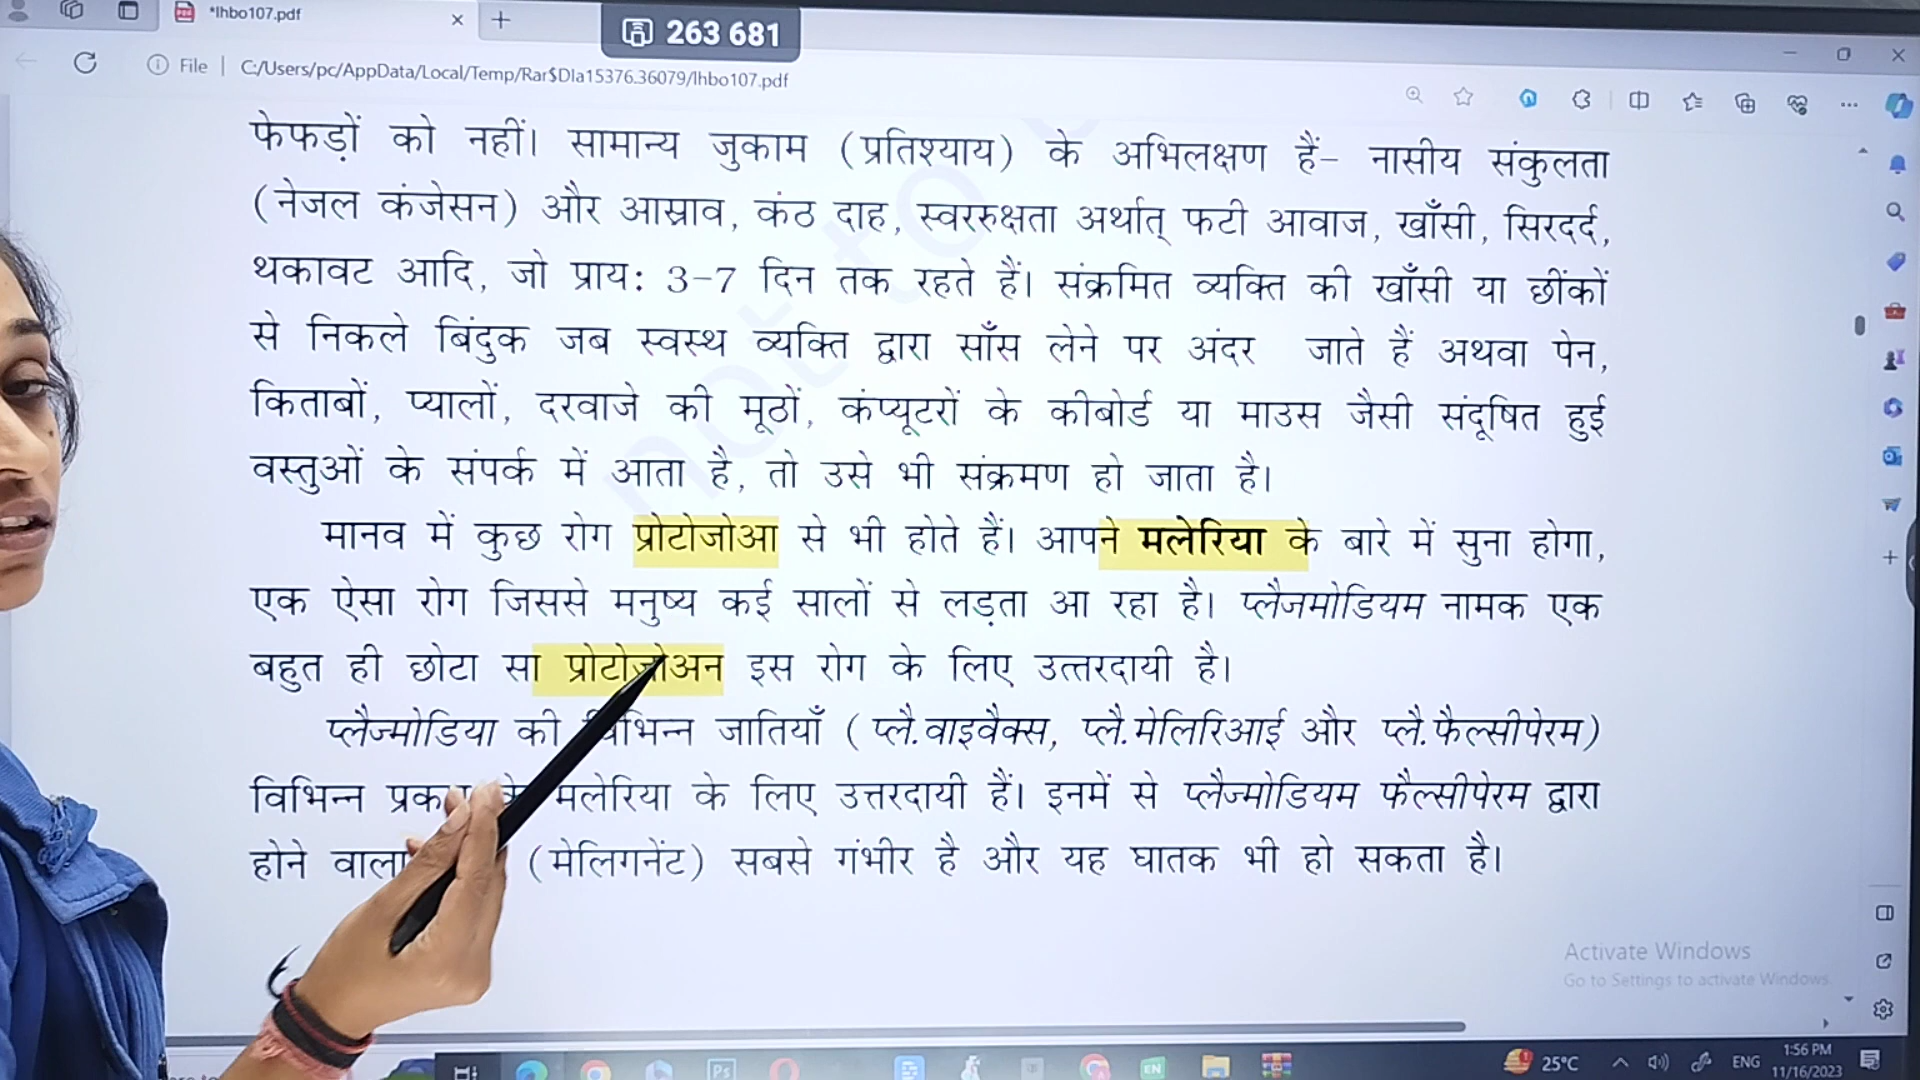 *lhbo107.pdf
263 681
File | C:/Users/pc/AppData/Local/Temp/Rar$DIa15376.36079/lhbo107.pdf
फेफड़ों को नहीं। सामान्य जुकाम (प्रतिश्याय) के अभिलक्षण हैं- नासीय संकुलता
(नेजल कंजेसन) और आस्राव, कंठ दाह, स्वररुक्षता अर्थात् फटी आवाज, खाँसी, सिरदर्द,
थकावट आदि, जो प्राय: 3-7 दिन तक रहते हैं। संक्रमित व्यक्ति की खाँसी या छींकों
से निकले बिंदुक जब स्वस्थ व्यक्ति द्वारा साँस लेने पर अंदर जाते हैं अथवा पेन,
किताबों, प्यालों, दरवाजे की मूठों, कंप्यूटरों के कीबोर्ड या माउस जैसी संदूषित हुई
वस्तुओं के संपर्क में आता है, तो उसे भी संक्रमण हो जाता है।
मानव में कुछ रोग प्रोटोजोआ से भी होते हैं। आपने मलेरिया के बारे में सुना होगा,
एक ऐसा रोग जिससे मनुष्य कई सालों से लड़ता आ रहा है। प्लैजमोडियम नामक एक
बहुत ही छोटा सा प्रोटोजोअन इस रोग के लिए उत्तरदायी है।
प्लैज्मोडिया की विभिन्न जातियाँ (प्लै.वाइवैक्स, प्लै.मेलिरिआई और प्लै.फैल्सीपेरम)
विभिन्न प्रकार के मलेरिया के लिए उत्तरदायी हैं। इनमें से प्लैज्मोडियम फैल्सीपेरम द्वारा
होने वाला (मेलिगनेंट) सबसे गंभीर है और यह घातक भी हो सकता है।
Activate Windows
Go to Settings to activate Windows.
25°C ENG 1:56 PM
11/16/2023